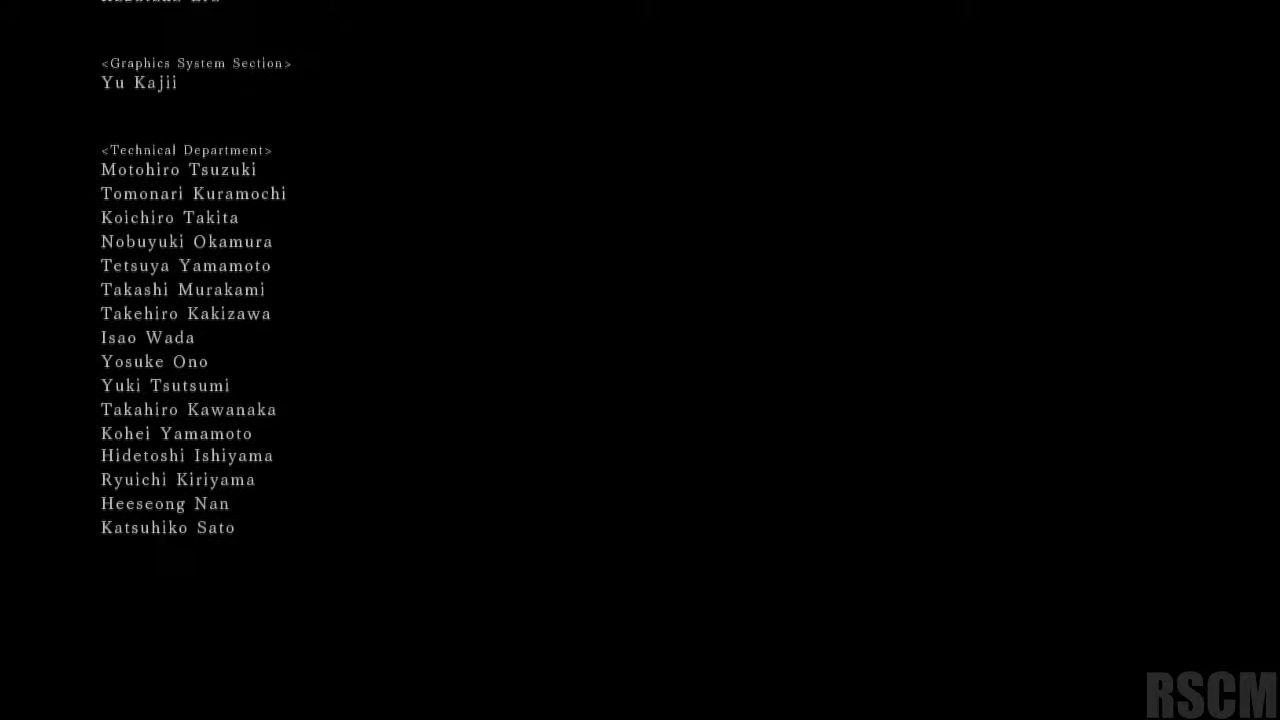 <Graphics System Section>
Yu Kajii
<Technical Department>
Motohiro Tsuzuki
Tomonari Kuramochi
Koichiro Takita
Nobuyuki Okamura
Tetsuya Yamamoto
Takashi Murakami
Takehiro Kakizawa
Isao Wada
Yosuke Ono
Yuki Tsutsumi
Takahiro Kawanaka
Kohei Yamamoto
Hidetoshi Ishiyama
Ryuichi Kiriyama
Heeseong Nan
Katsuhiko Sato
RSCM